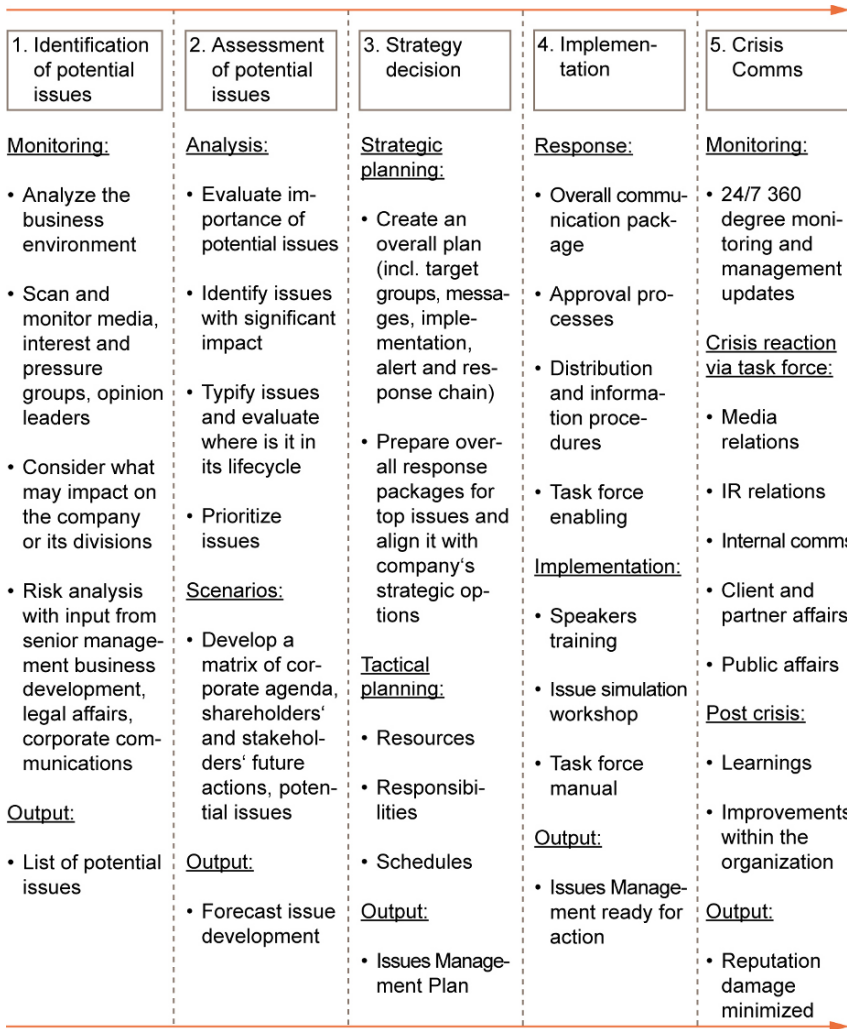 1. Identification
of potential
issues
Monitoring:
• Analyze the
business
environment
• Scan and
monitor media,
interest and
pressure
groups, opinion
leaders
• Consider what
may impact on
the company
or its divisions
• Risk analysis
with input from
senior manage-
ment business
development,
legal affairs,
corporate com-
munications
Output:
• List of potential
issues
2. Assessment
of potential
issues
Analysis:
• Evaluate im-
portance of
potential issues
• Identify issues
with significant
impact
• Typify issues
and evaluate
where is it in
its lifecycle
• Prioritize
issues
Scenarios:
• Develop a
matrix of cor-
porate agenda,
shareholders‘
and stakehol-
ders‘ future
actions, poten-
tial issues
Output:
• Forecast issue
development
3. Strategy
decision
Strategic
planning:
• Create an
overall plan
(incl. target
groups, messa-
ges, imple-
mentation,
alert and res-
ponse chain)
• Prepare over-
all response
packages for
top issues and
align it with
company‘s
strategic op-
tions
Tactical
planning:
• Resources
• Responsibi-
lities
• Schedules
Output:
• Issues Manage-
ment Plan
4. Implemen-
tation
Response:
• Overall commu-
nication pack-
age
• Approval pro-
cesses
• Distribution
and informa-
tion proce-
dures
• Task force
enabling
Implementation:
• Speakers
training
• Issue simulation
workshop
• Task force
manual
Output:
• Issues Manage-
ment ready for
action
5. Crisis
Comms
Monitoring:
• 24/7 360
degree moni-
toring and
management
updates
Crisis reaction
via task force:
• Media
relations
• IR relations
• Internal comms
• Client and
partner affairs
• Public affairs
Post crisis:
• Learnings
• Improvements
within the
organization
Output:
• Reputation
damage
minimized